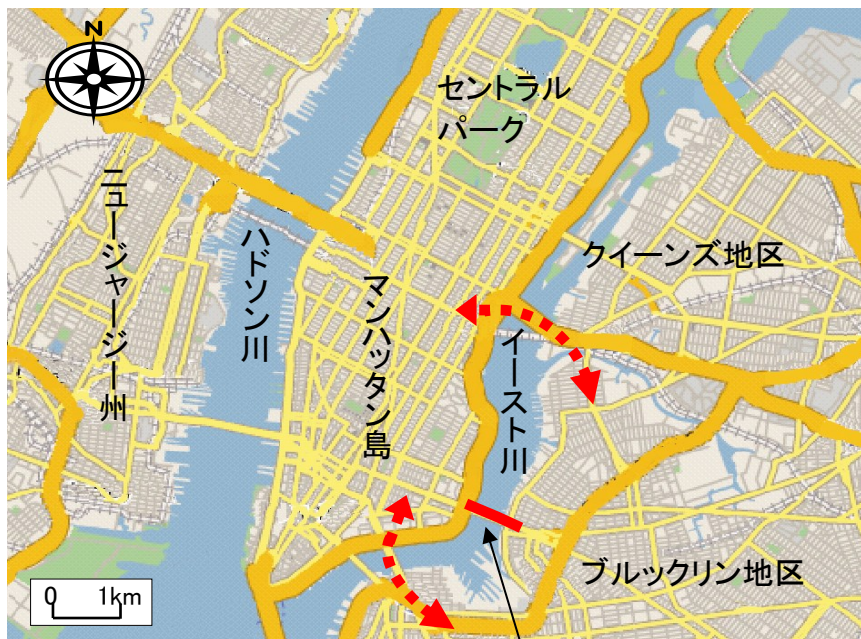 N
セントラル
パーク
ニュージャージー州
ハドソン川
マンハッタン島
イースト川
クイーンズ地区
ブルックリン地区
0 1km